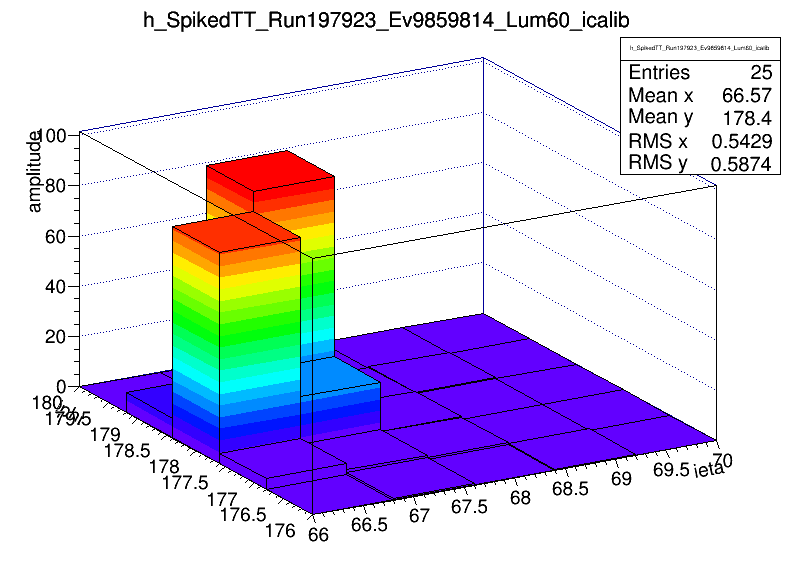 h_SpikedTT_Run197923_Ev9859814_Lum60_icalib
h_SpikedTT_Run197923_Ev9859814_Lum60_icalib
Entries 25
Mean x 66.57
Mean y 178.4
RMS x 0.5429
RMS y 0.5874
amplitude
100
80
60
40
20
0
180
179.5
179
178.5
178
177.5
177
176.5
176
66
66.5
67
67.5
68
68.5
69
69.5
70
ieta